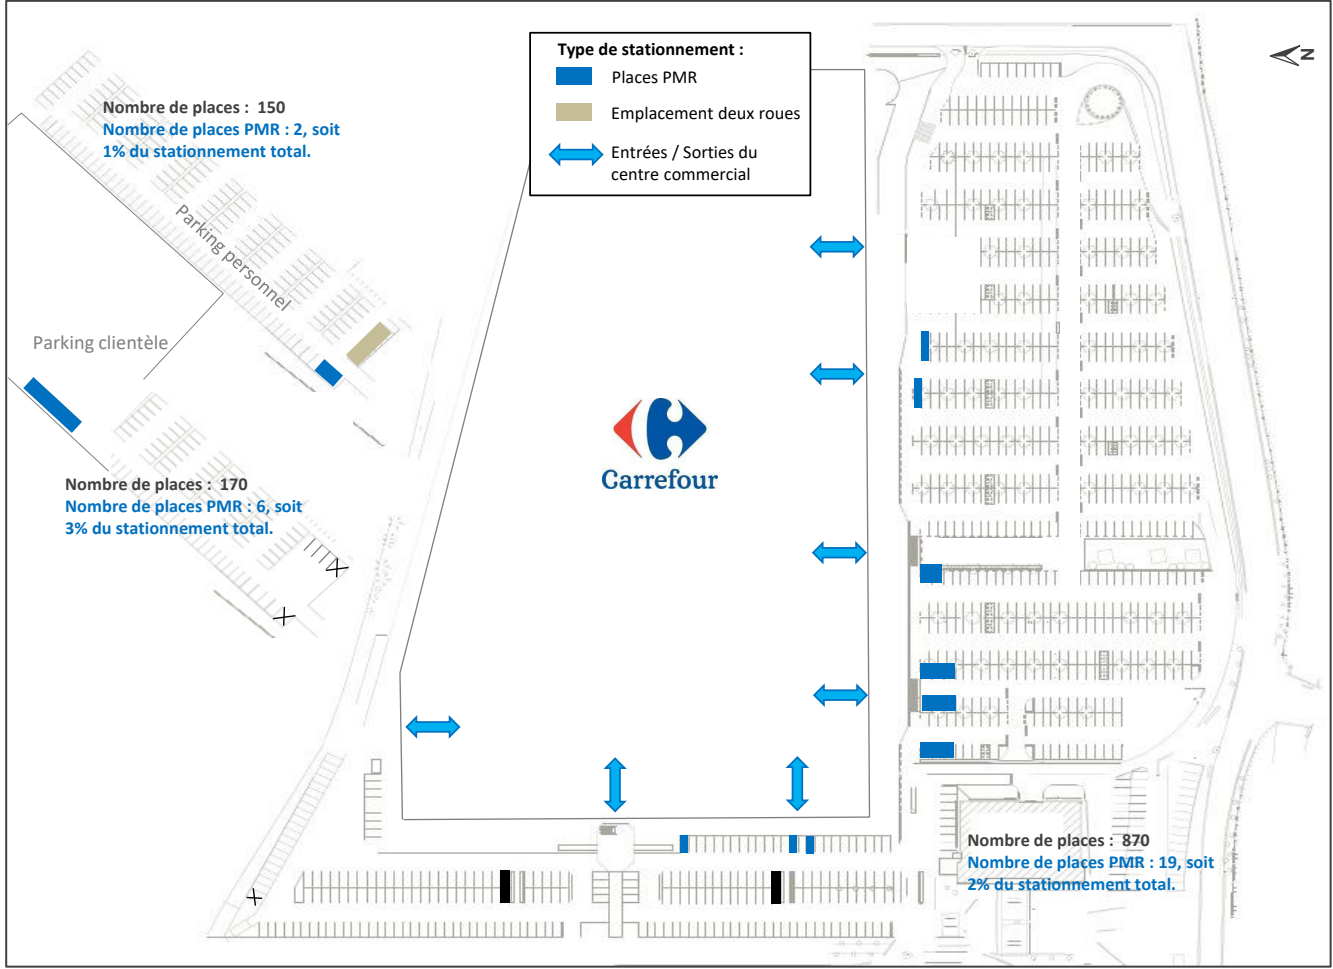 Type de stationnement :
Places PMR
Emplacement deux roues
Entrées / Sorties du
centre commercial
N
Nombre de places : 150
Nombre de places PMR : 2, soit
1% du stationnement total.
Parking personnel
Parking clientèle
Nombre de places : 170
Nombre de places PMR : 6, soit
3% du stationnement total.
Carrefour
Nombre de places : 870
Nombre de places PMR : 19, soit
2% du stationnement total.